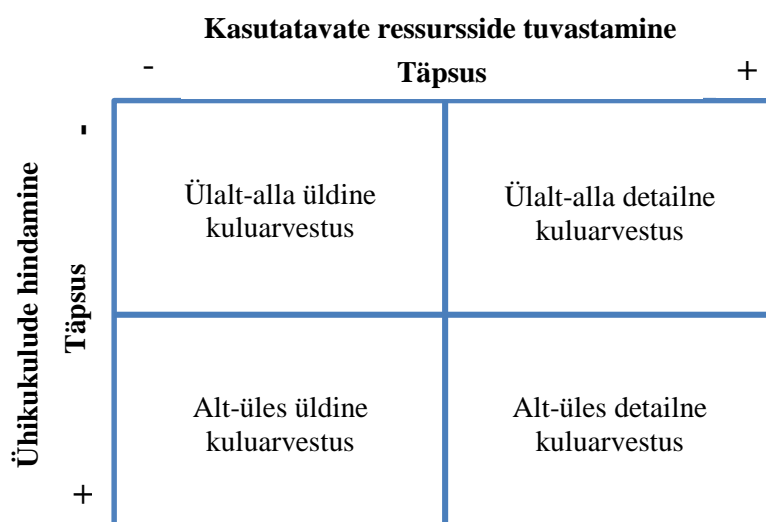 Kasutatavate ressursside tuvastamine
- Täpsus +
Ühikukulude hindamine
- Täpsus +
Ülalt-alla üldine
kuluarvestus
Ülalt-alla detailne
kuluarvestus
Alt-üles üldine
kuluarvestus
Alt-üles detailne
kuluarvestus